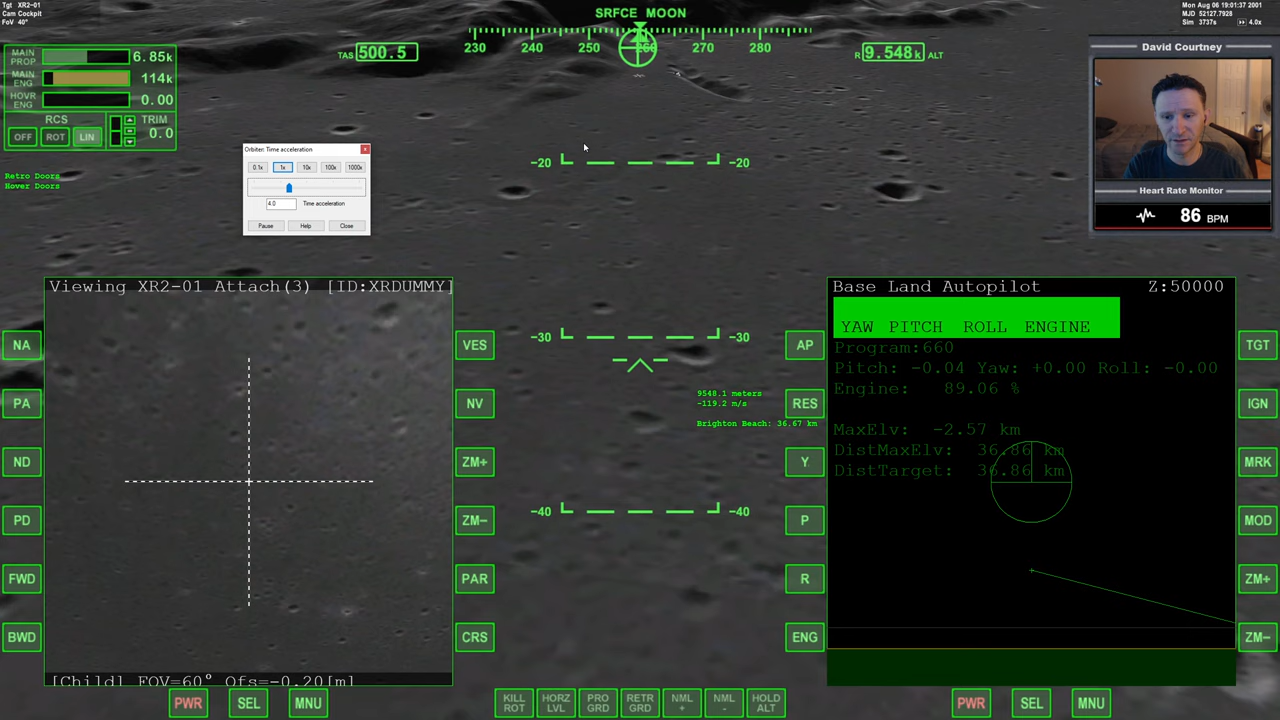 Tgt XR2-01
Cam Cockpit
FoV 40°
SRFCE MOON
Mon Aug 06 19:01:37 2001
MJD 52127.7928
Sim 3737s 4.0x
MAIN PROP 6.85k
MAIN ENG 114k
HOVR ENG 0.00
RCS TRIM
OFF ROT LIN 0.0
Retro Doors
Hover Doors
TAS 500.5
230 240 250 260 270 280
R 9.548k ALT
David Courtney
Heart Rate Monitor
86 BPM
Orbiter: Time acceleration
0.1x 1x 10x 100x 1000x
4.0 Time acceleration
Pause Help Close
-20 -20
-30 -30
-40 -40
9548.1 meters
-119.2 m/s
Brighton Beach: 36.67 km
Viewing XR2-01 Attach(3) [ID:XRDUMMY]
[Child] FOV=60° Ofs=-0.20[m]
NA
PA
ND
PD
FWD
BWD
VES
NV
ZM+
ZM-
PAR
CRS
PWR SEL MNU
KILL ROT
HORZ LVL
PRO GRD
RETR GRD
NML +
NML -
HOLD ALT
Base Land Autopilot Z:50000
YAW PITCH ROLL ENGINE
Program:660
Pitch: -0.04 Yaw: +0.00 Roll: -0.00
Engine: 89.06 %
MaxElv: -2.57 km
DistMaxElv: 36.86 km
DistTarget: 36.86 km
AP
RES
Y
P
R
ENG
TGT
IGN
MRK
MOD
ZM+
ZM-
PWR SEL MNU